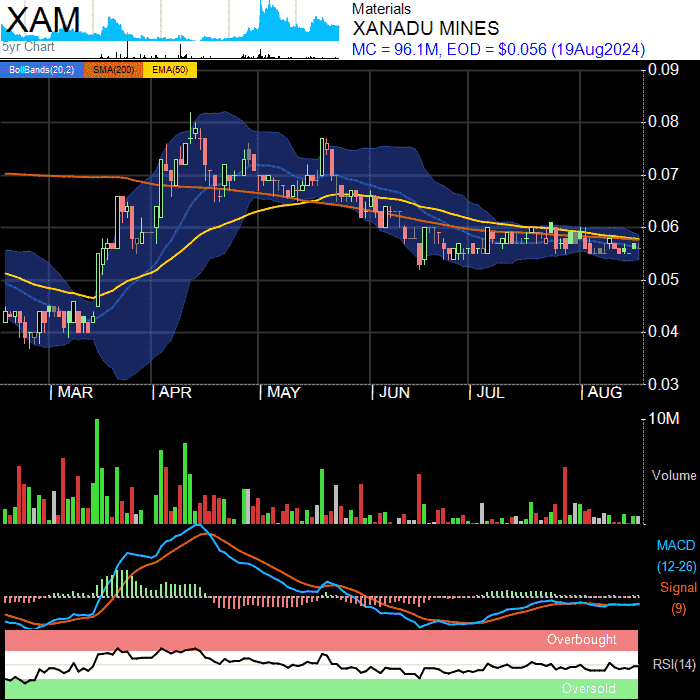 XAM
5yr Chart
Materials
XANADU MINES
MC = 96.1M, EOD = $0.056 (19Aug2024)
BollBands(20,2) SMA(200) EMA(50)
0.09
0.08
0.07
0.06
0.05
0.04
0.03
MAR APR MAY JUN JUL AUG
10M
Volume
MACD
(12-26)
Signal
(9)
Overbought
RSI(14)
Oversold